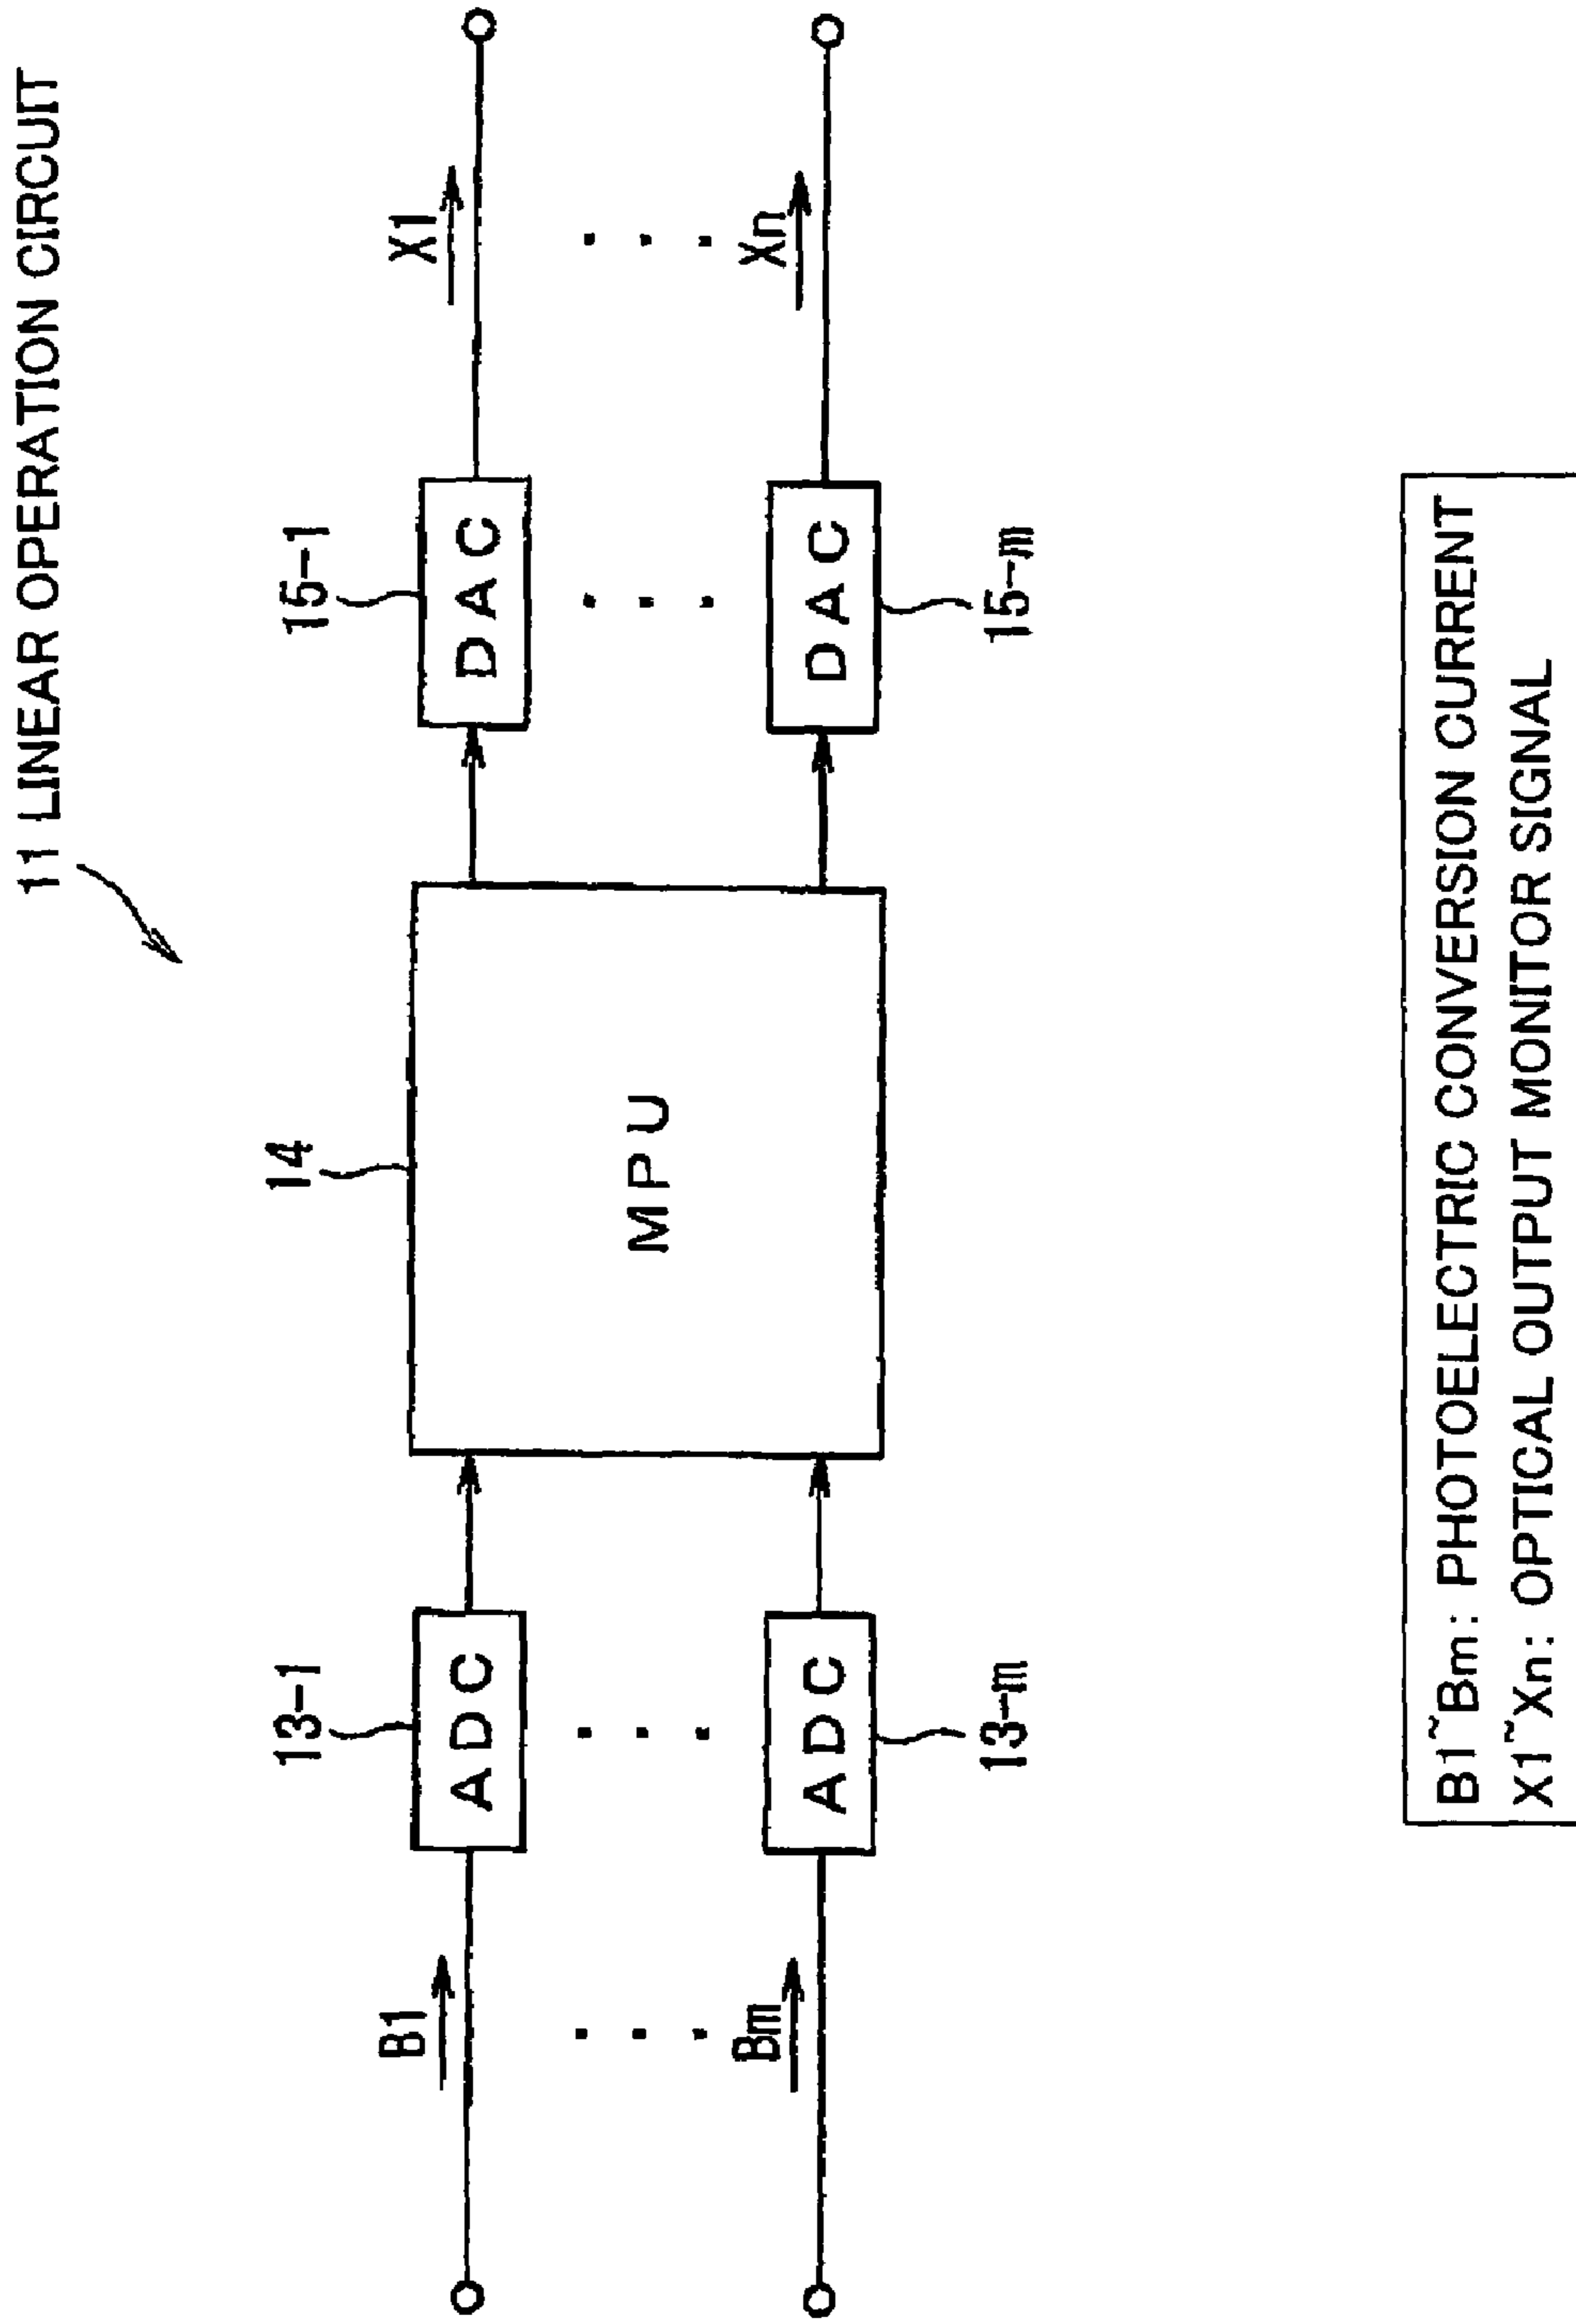 11 LINEAR OPERATION CIRCUIT
13-1
14
15-1
B1
ADC
DAC
X1
MPU
Bm
ADC
DAC
Xn
13-m
15-m
B1~Bm: PHOTOELECTRIC CONVERSION CURRENT
X1~Xn: OPTICAL OUTPUT MONITOR SIGNAL